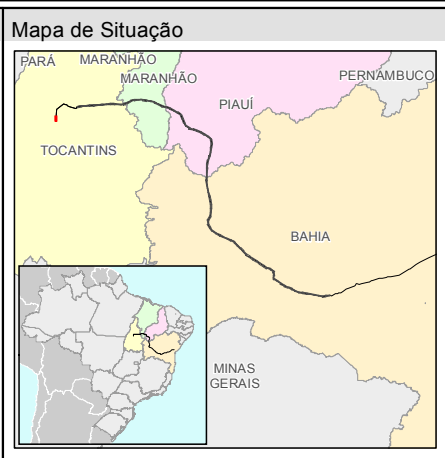 Mapa de Situação
PARÁ
MARANHÃO
MARANHÃO
PERNAMBUCO
PIAUÍ
TOCANTINS
BAHIA
MINAS
GERAIS